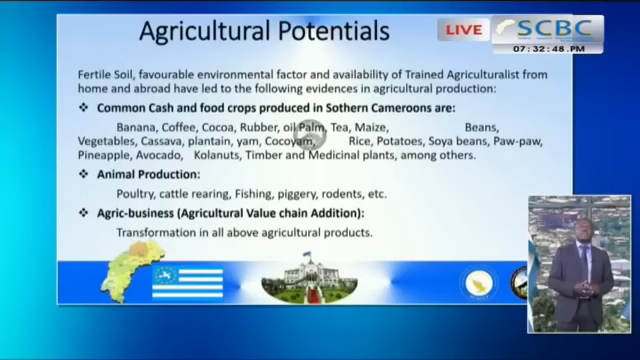 Agricultural Potentials
LIVE
SCBC
07:32:48 PM
Fertile Soil, favourable environmental factor and availability of Trained Agriculturalist from
home and abroad have led to the following evidences in agricultural production:
❖ Common Cash and food crops produced in Sothern Cameroons are:
Banana, Coffee, Cocoa, Rubber, oil Palm, Tea, Maize, Beans,
Vegetables, Cassava, plantain, yam, Cocoyam, Rice, Potatoes, Soya beans, Paw-paw,
Pineapple, Avocado, Kolanuts, Timber and Medicinal plants, among others.
❖ Animal Production:
Poultry, cattle rearing, Fishing, piggery, rodents, etc.
❖ Agric-business (Agricultural Value chain Addition):
Transformation in all above agricultural products.